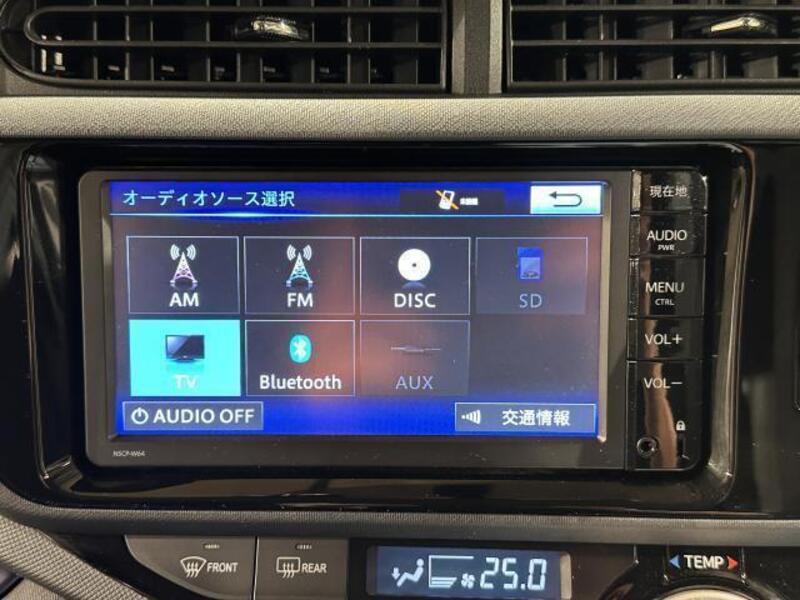 オーディオソース選択
AM
FM
DISC
SD
TV
Bluetooth
AUX
AUDIO OFF
交通情報
NSCP-W64
現在地
AUDIO
PWR
MENU
CTRL
VOL+
VOL−
FRONT
REAR
25.0
TEMP